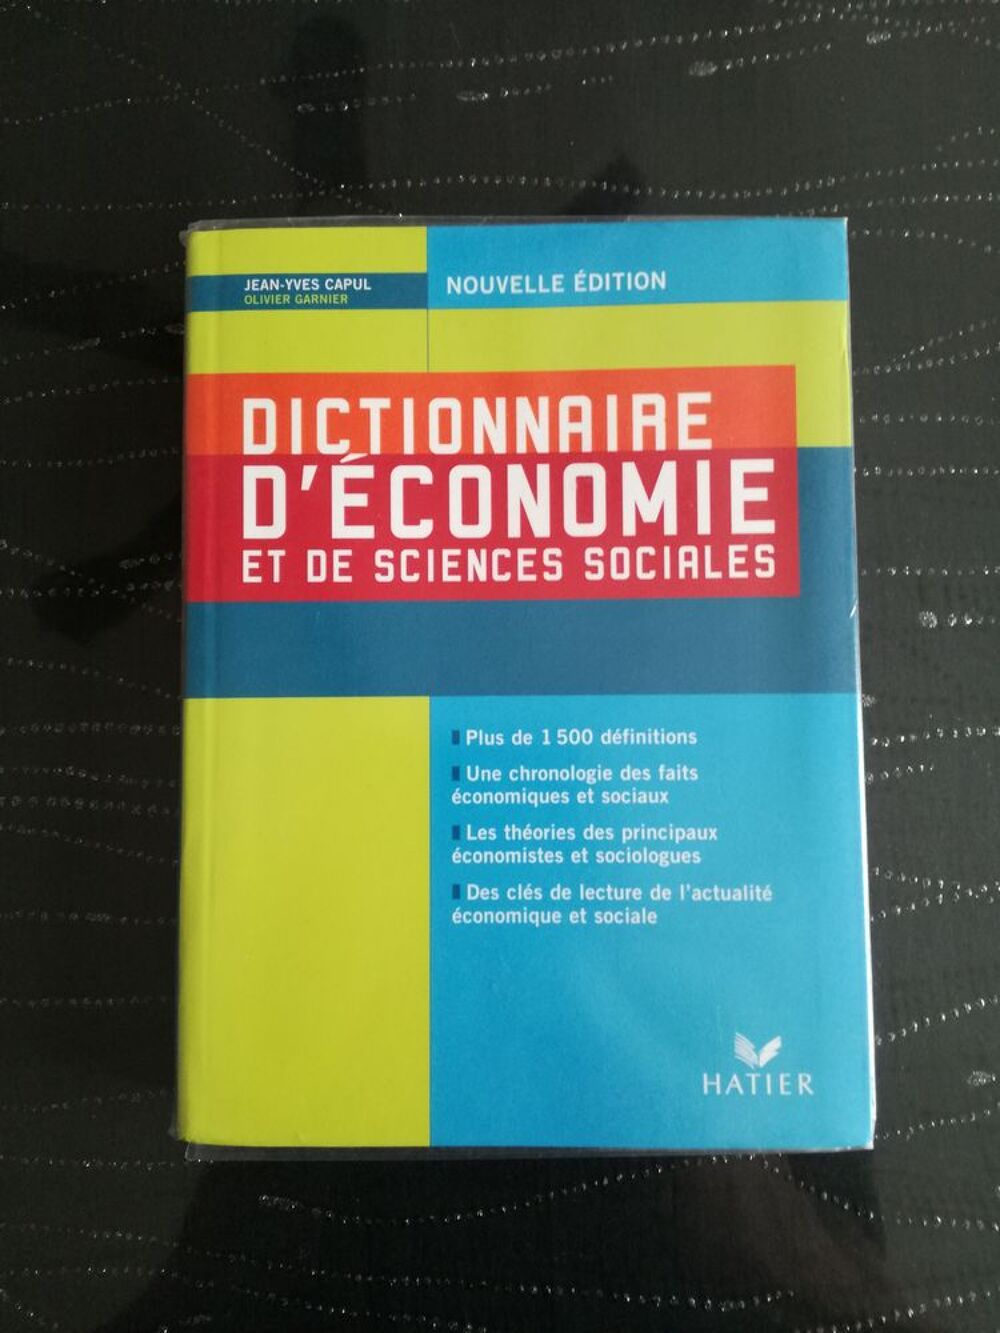 JEAN-YVES CAPUL
OLIVIER GARNIER
NOUVELLE ÉDITION
DICTIONNAIRE
D'ÉCONOMIE
ET DE SCIENCES SOCIALES
Plus de 1 500 définitions
Une chronologie des faits
économiques et sociaux
Les théories des principaux
économistes et sociologues
Des clés de lecture de l'actualité
économique et sociale
HATIER